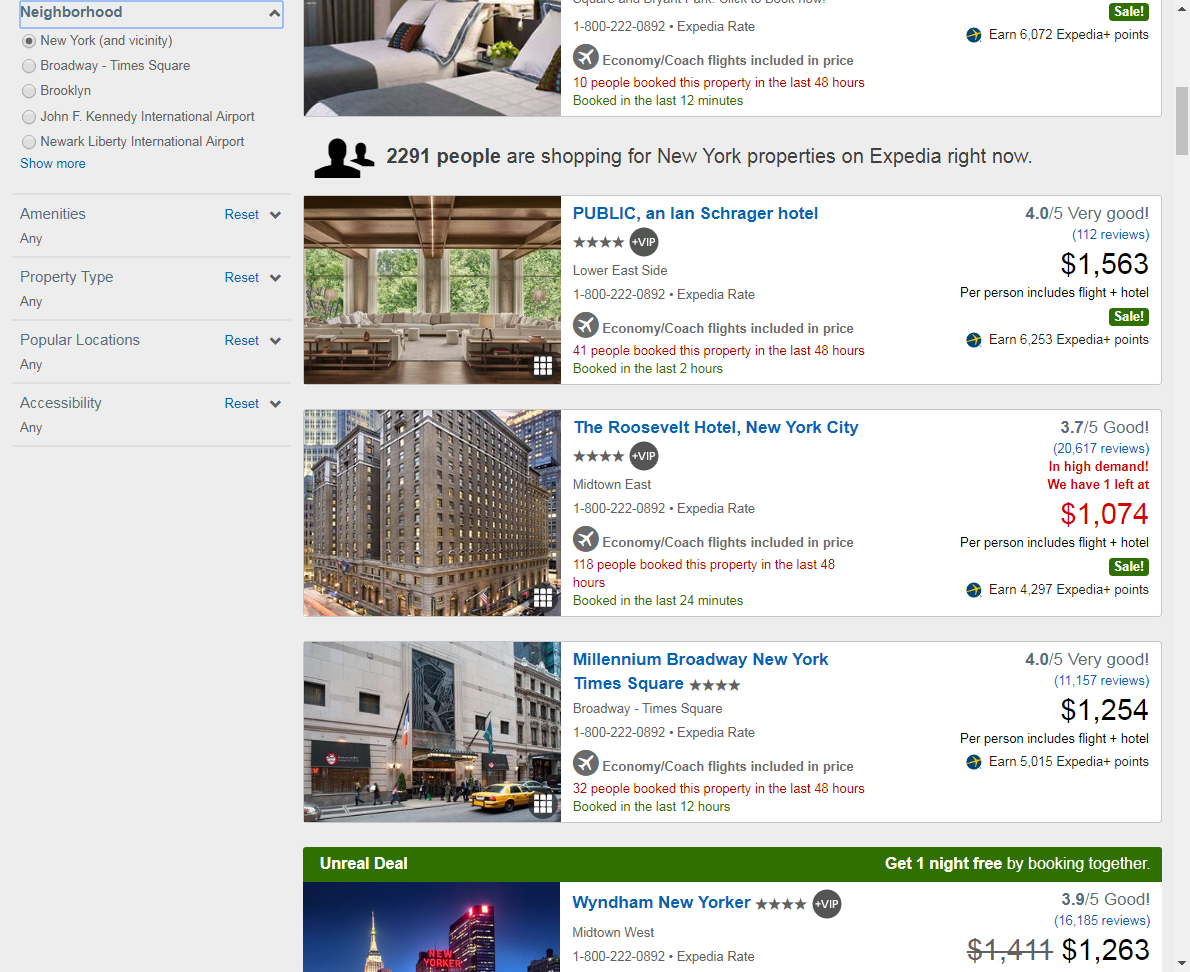 Neighborhood
New York (and vicinity)
Broadway - Times Square
Brooklyn
John F. Kennedy International Airport
Newark Liberty International Airport
Show more
Amenities Reset
Any
Property Type Reset
Any
Popular Locations Reset
Any
Accessibility Reset
Any
Square and Bryant Park. Click to Book now!
1-800-222-0892 • Expedia Rate
Economy/Coach flights included in price
10 people booked this property in the last 48 hours
Booked in the last 12 minutes
Sale!
Earn 6,072 Expedia+ points
2291 people are shopping for New York properties on Expedia right now.
PUBLIC, an Ian Schrager hotel
+VIP
Lower East Side
1-800-222-0892 • Expedia Rate
Economy/Coach flights included in price
41 people booked this property in the last 48 hours
Booked in the last 2 hours
4.0/5 Very good!
(112 reviews)
$1,563
Per person includes flight + hotel
Sale!
Earn 6,253 Expedia+ points
The Roosevelt Hotel, New York City
+VIP
Midtown East
1-800-222-0892 • Expedia Rate
Economy/Coach flights included in price
118 people booked this property in the last 48
hours
Booked in the last 24 minutes
3.7/5 Good!
(20,617 reviews)
In high demand!
We have 1 left at
$1,074
Per person includes flight + hotel
Sale!
Earn 4,297 Expedia+ points
Millennium Broadway New York
Times Square
Broadway - Times Square
1-800-222-0892 • Expedia Rate
Economy/Coach flights included in price
32 people booked this property in the last 48 hours
Booked in the last 12 hours
4.0/5 Very good!
(11,157 reviews)
$1,254
Per person includes flight + hotel
Earn 5,015 Expedia+ points
Unreal Deal Get 1 night free by booking together.
NEW
YORKER
Wyndham New Yorker +VIP
Midtown West
1-800-222-0892 • Expedia Rate
3.9/5 Good!
(16,185 reviews)
$1,411 $1,263